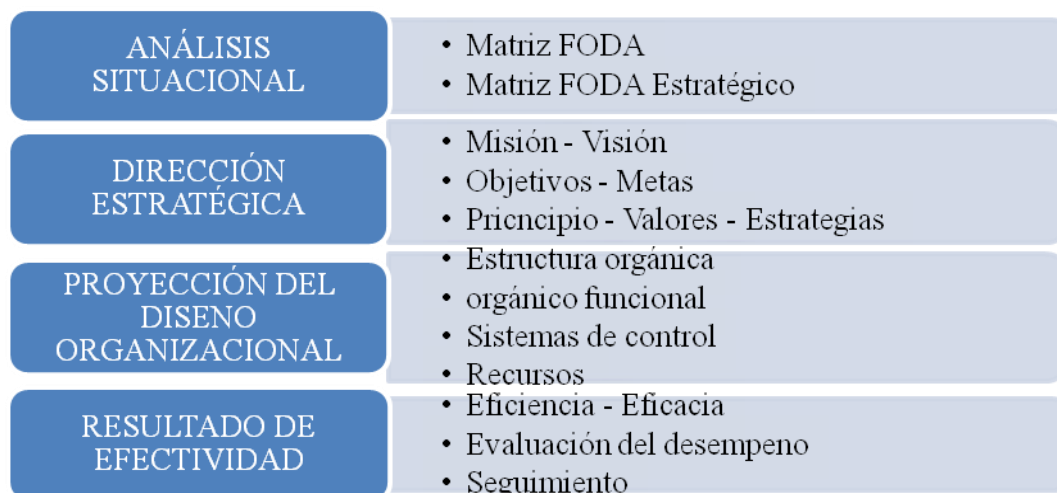 ANÁLISIS
SITUACIONAL
• Matriz FODA
• Matriz FODA Estratégico
DIRECCIÓN
ESTRATÉGICA
• Misión - Visión
• Objetivos - Metas
• Pricncipio - Valores - Estrategias
PROYECCIÓN DEL
DISENO
ORGANIZACIONAL
• Estructura orgánica
• orgánico funcional
• Sistemas de control
• Recursos
RESULTADO DE
EFECTIVIDAD
• Eficiencia - Eficacia
• Evaluación del desempeno
• Seguimiento